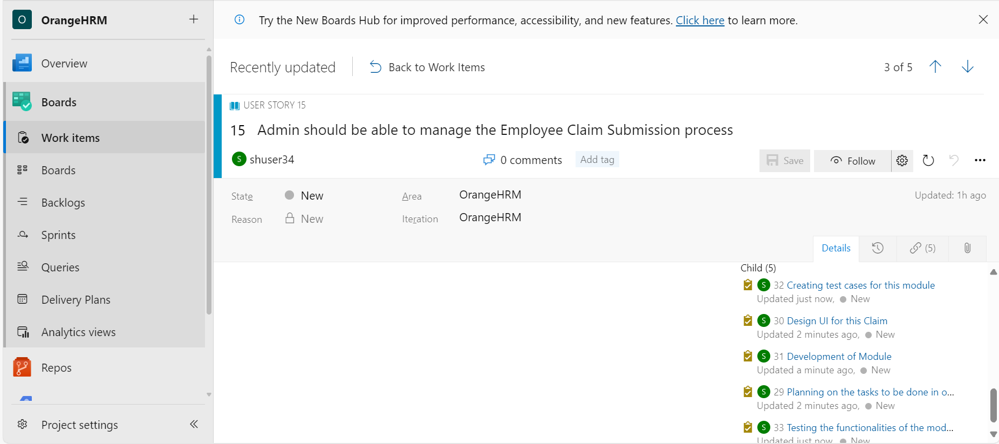 O OrangeHRM +
Overview
Boards
Work items
Boards
Backlogs
Sprints
Queries
Delivery Plans
Analytics views
Repos
Project settings
Try the New Boards Hub for improved performance, accessibility, and new features. Click here to learn more.
Recently updated
Back to Work Items
3 of 5
USER STORY 15
15 Admin should be able to manage the Employee Claim Submission process
S shuser34
0 comments
Add tag
Save
Follow
State New
Area OrangeHRM
Updated: 1h ago
Reason New
Iteration OrangeHRM
Details
(5)
Child (5)
S 32 Creating test cases for this module
Updated just now, New
S 30 Design UI for this Claim
Updated 2 minutes ago, New
S 31 Development of Module
Updated a minute ago, New
S 29 Planning on the tasks to be done in o...
Updated 2 minutes ago, New
S 33 Testing the functionalities of the mod...
Updated just now, New